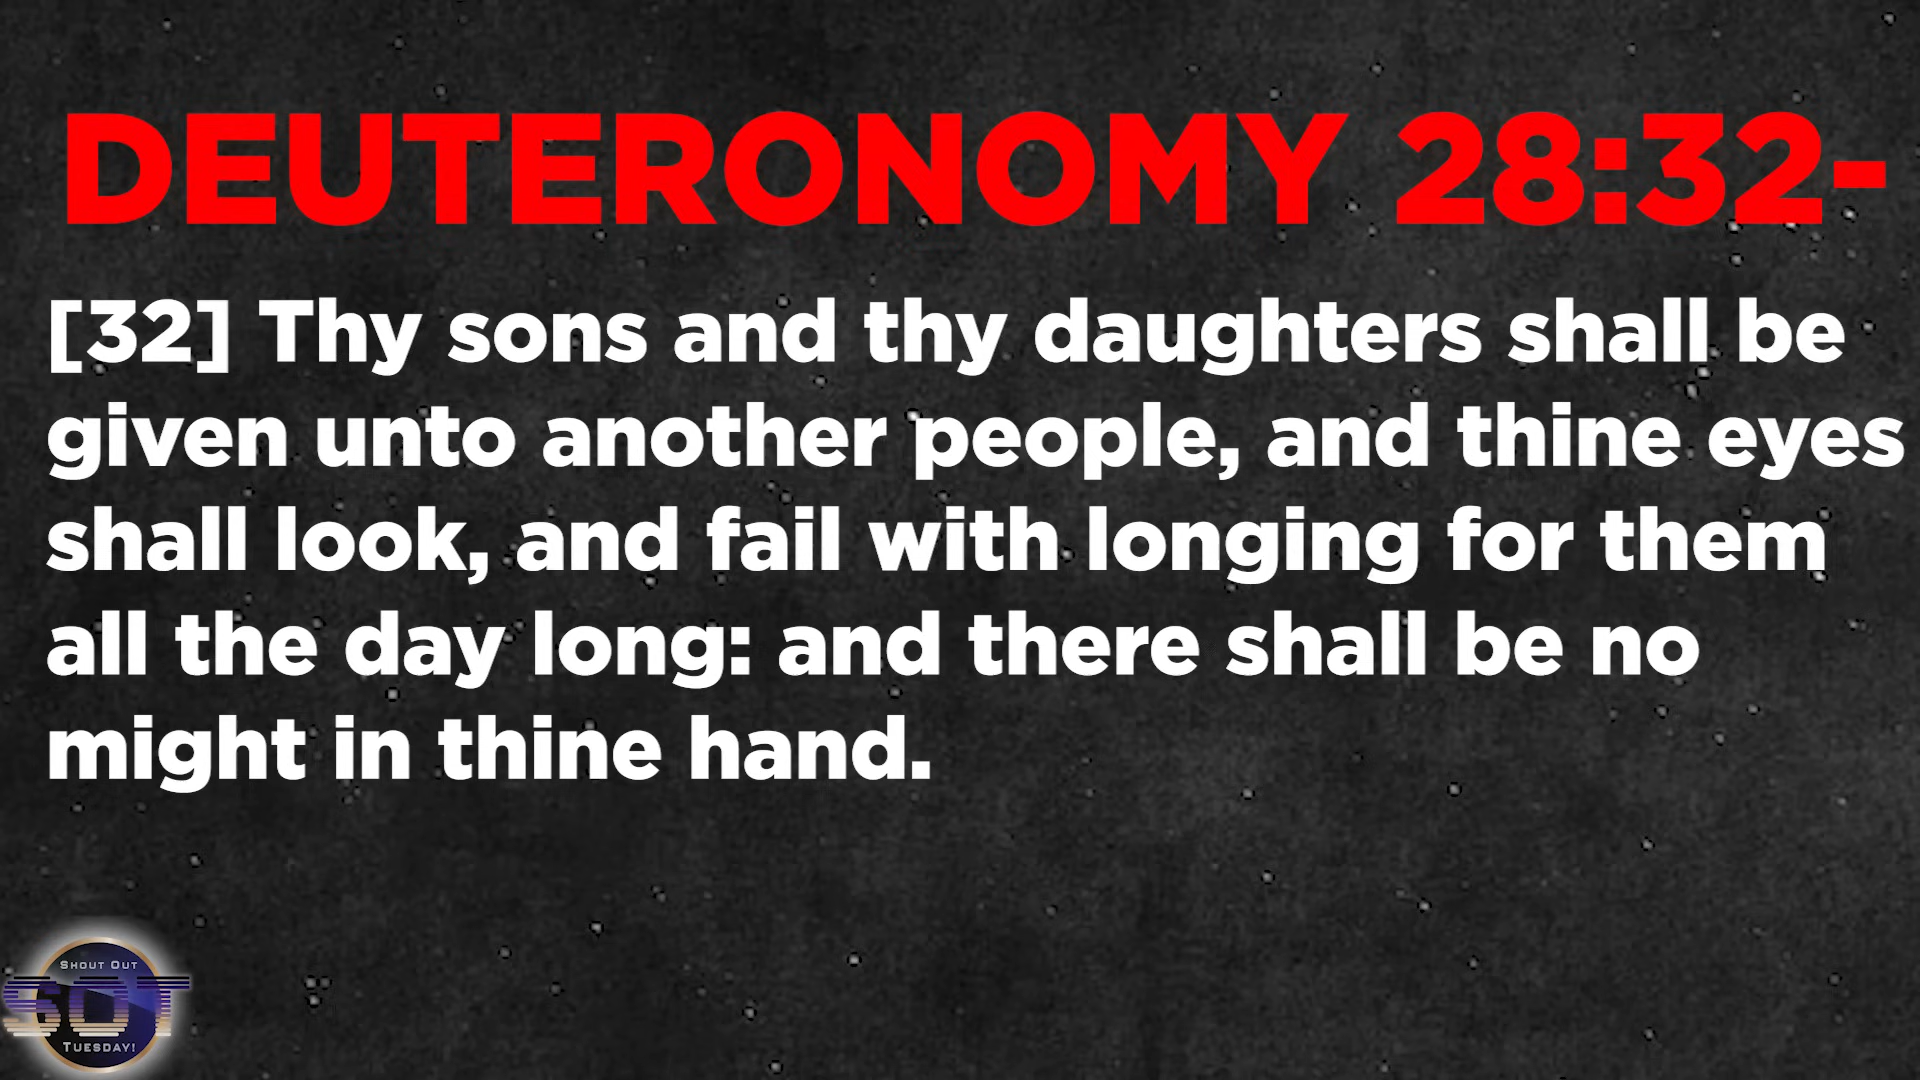 DEUTERONOMY 28:32-
[32] Thy sons and thy daughters shall be
given unto another people, and thine eyes
shall look, and fail with longing for them
all the day long: and there shall be no
might in thine hand.
SHOUT OUT
SOT
TUESDAY!